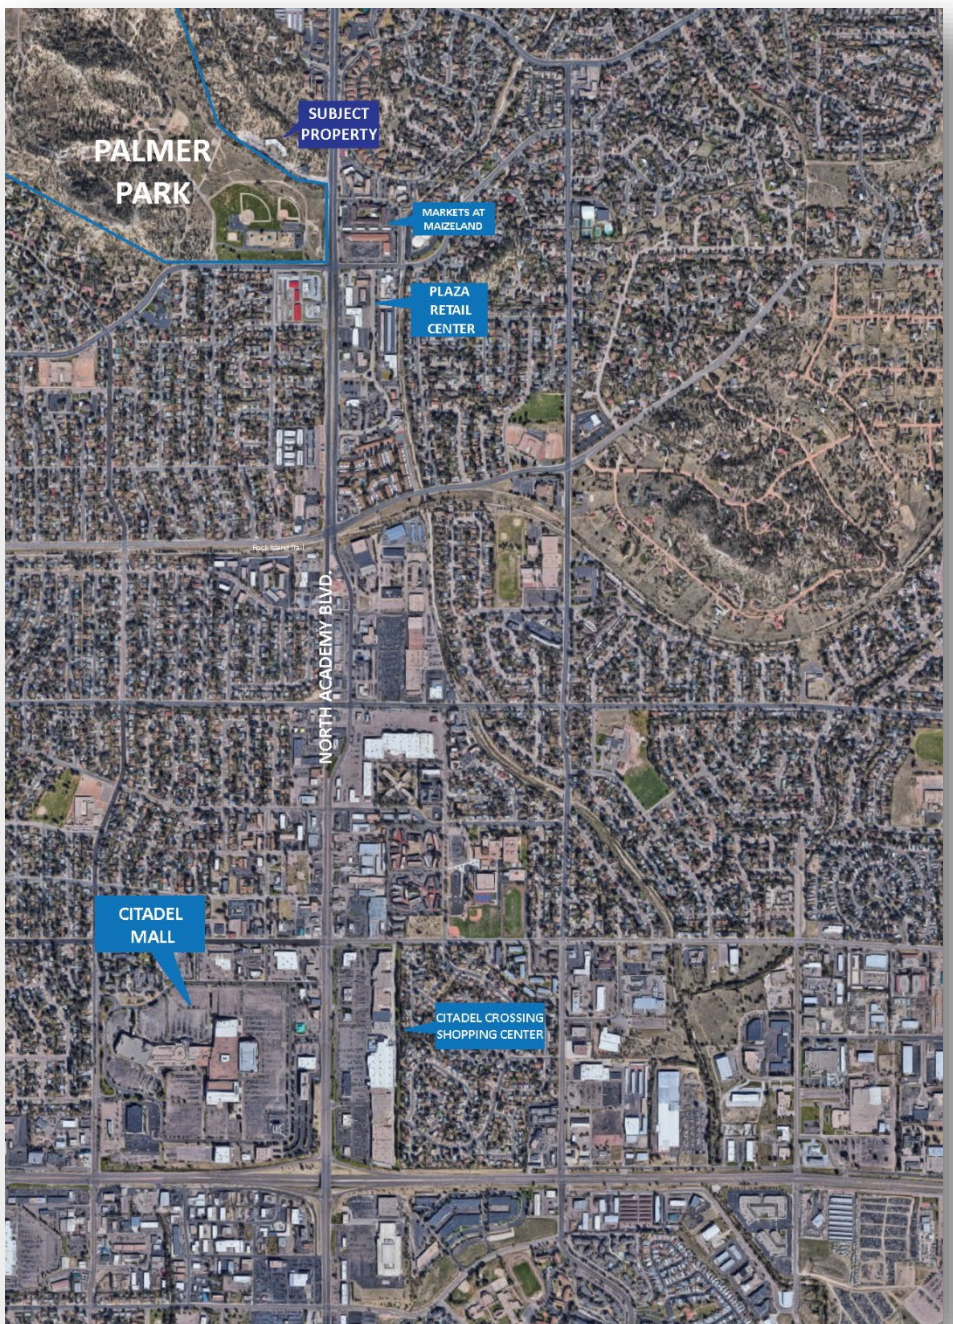 SUBJECT
PROPERTY
PALMER
PARK
MARKETS AT
MAIZELAND
PLAZA
RETAIL
CENTER
Rock Island Trail
NORTH ACADEMY BLVD.
CITADEL
MALL
CITADEL CROSSING
SHOPPING CENTER